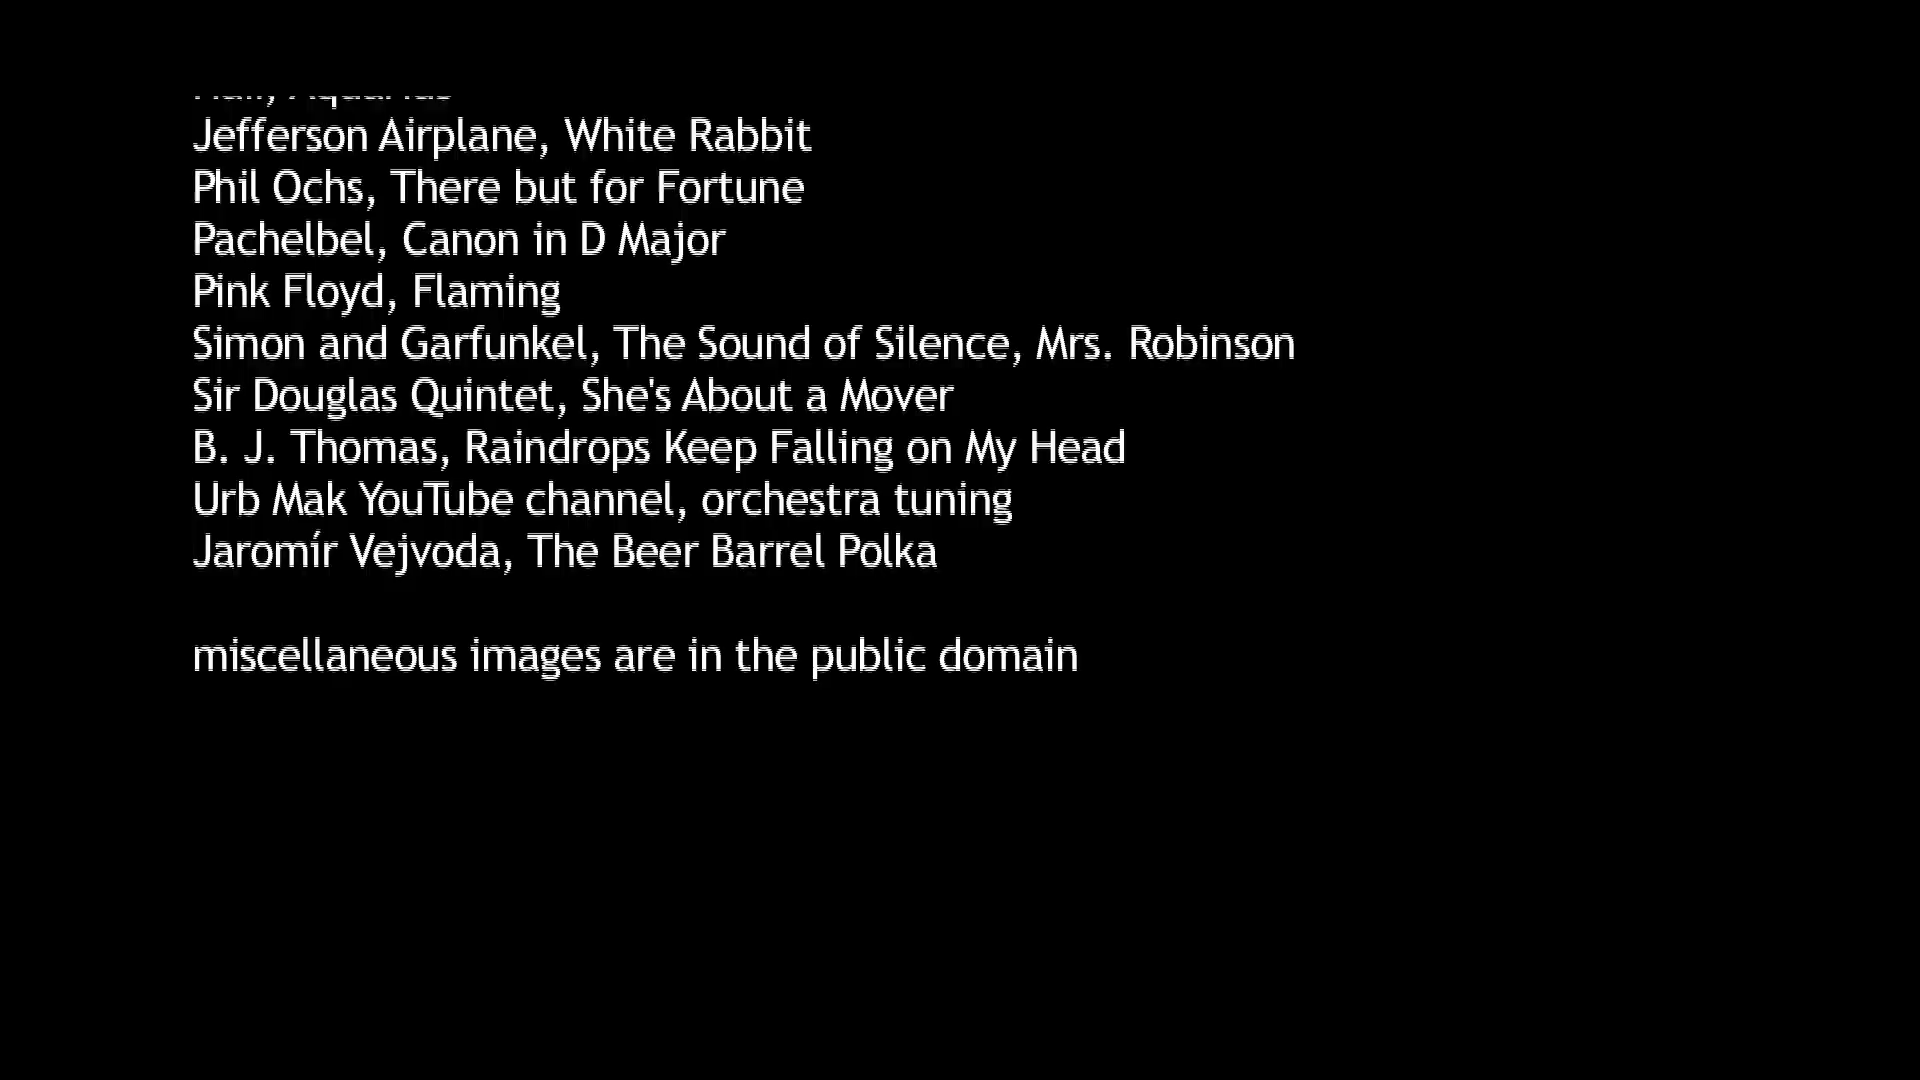 Jefferson Airplane, White Rabbit
Phil Ochs, There but for Fortune
Pachelbel, Canon in D Major
Pink Floyd, Flaming
Simon and Garfunkel, The Sound of Silence, Mrs. Robinson
Sir Douglas Quintet, She's About a Mover
B. J. Thomas, Raindrops Keep Falling on My Head
Urb Mak YouTube channel, orchestra tuning
Jaromír Vejvoda, The Beer Barrel Polka
miscellaneous images are in the public domain